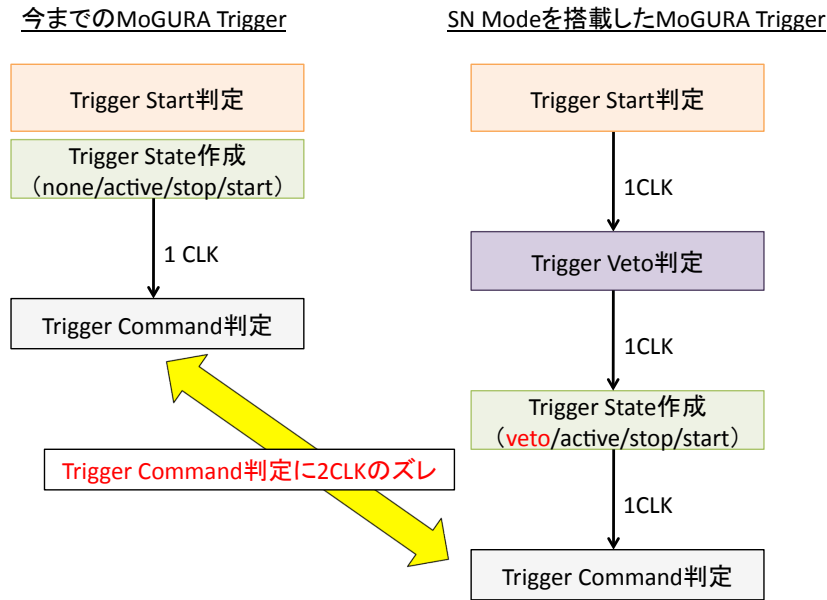 今までのMoGURA Trigger
Trigger Start判定
Trigger State作成
（none/active/stop/start）
1 CLK
Trigger Command判定
SN Modeを搭載したMoGURA Trigger
Trigger Start判定
1CLK
Trigger Veto判定
1CLK
Trigger State作成
（veto/active/stop/start）
1CLK
Trigger Command判定
Trigger Command判定に2CLKのズレ